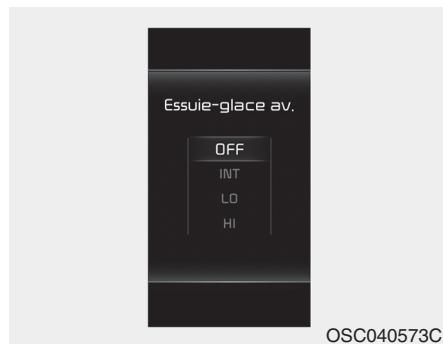 Essuie-glace av.
OFF
INT
LO
HI
OSC040573C